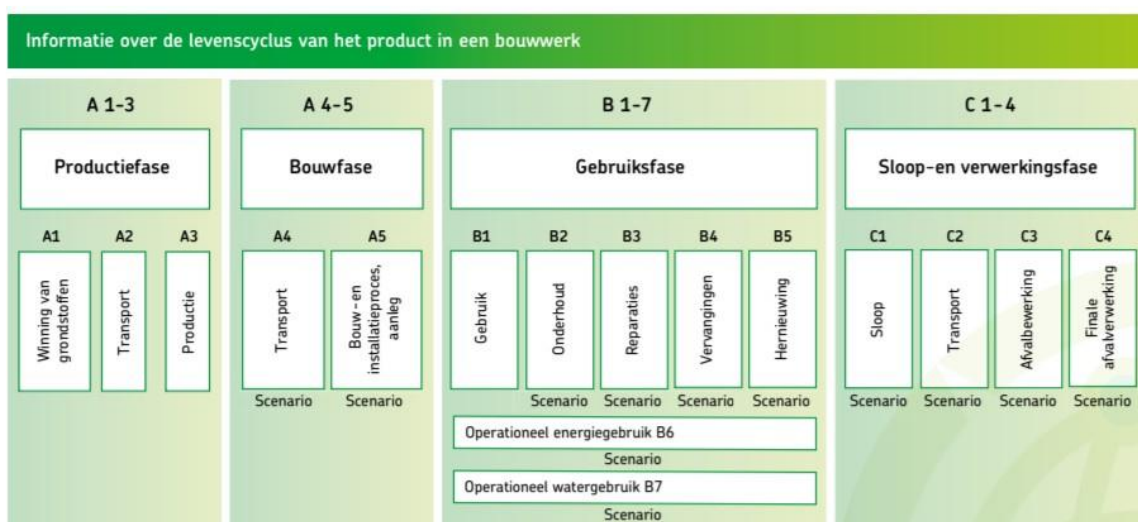 Informatie over de levenscyclus van het product in een bouwwerk
A 1-3
Productiefase
A1
A2
A3
Winning van
grondstoffen
Transport
Productie
A 4-5
Bouwfase
A4
A5
Transport
Bouw- en
installatieproces,
aanleg
Scenario
Scenario
B 1-7
Gebruiksfase
B1
B2
B3
B4
B5
Gebruik
Onderhoud
Reparaties
Vervangingen
Hernieuwing
Scenario
Scenario
Scenario
Scenario
Operationeel energiegebruik B6
Scenario
Operationeel watergebruik B7
Scenario
C 1-4
Sloop-en verwerkingsfase
C1
C2
C3
C4
Sloop
Transport
Afvalbewerking
Finale
afvalverwerking
Scenario
Scenario
Scenario
Scenario